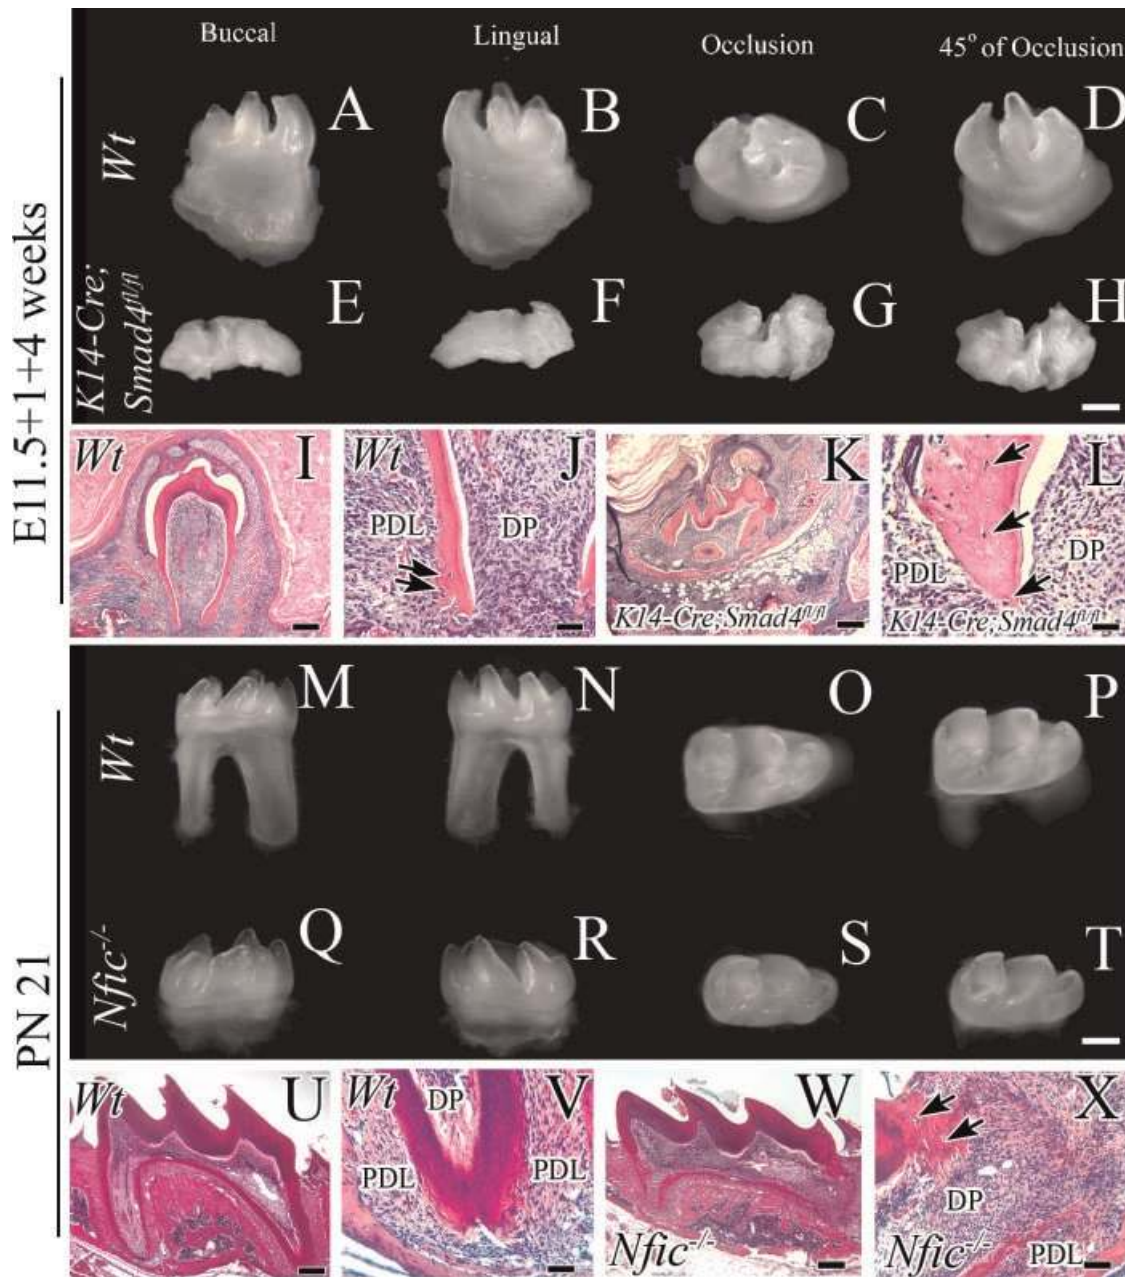 Buccal Lingual Occlusion 45° of Occlusion
E11.5+1+4 weeks
Wt A B C D
K14-Cre;
Smad4fl/fl
E F G H
Wt I Wt J K L
PDL DP PDL DP
K14-Cre;Smad4fl/fl K14-Cre;Smad4fl/fl
PN 21
Wt M N O P
Nfic-/- Q R S T
Wt U Wt V W X
DP
PDL PDL DP
Nfic-/- Nfic-/- PDL